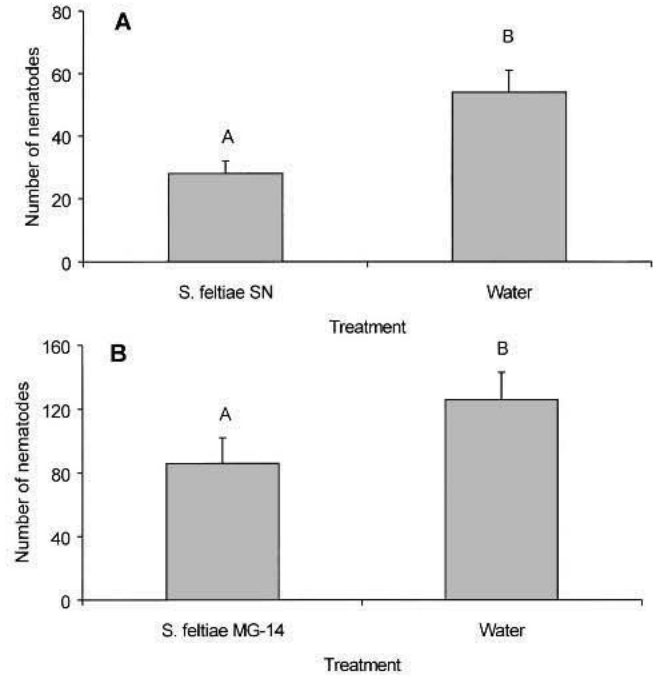 A
Number of nematodes
80
60
40
20
0
A
B
S. feltiae SN
Water
Treatment
B
Number of nematodes
160
120
80
40
0
A
B
S. feltiae MG-14
Water
Treatment